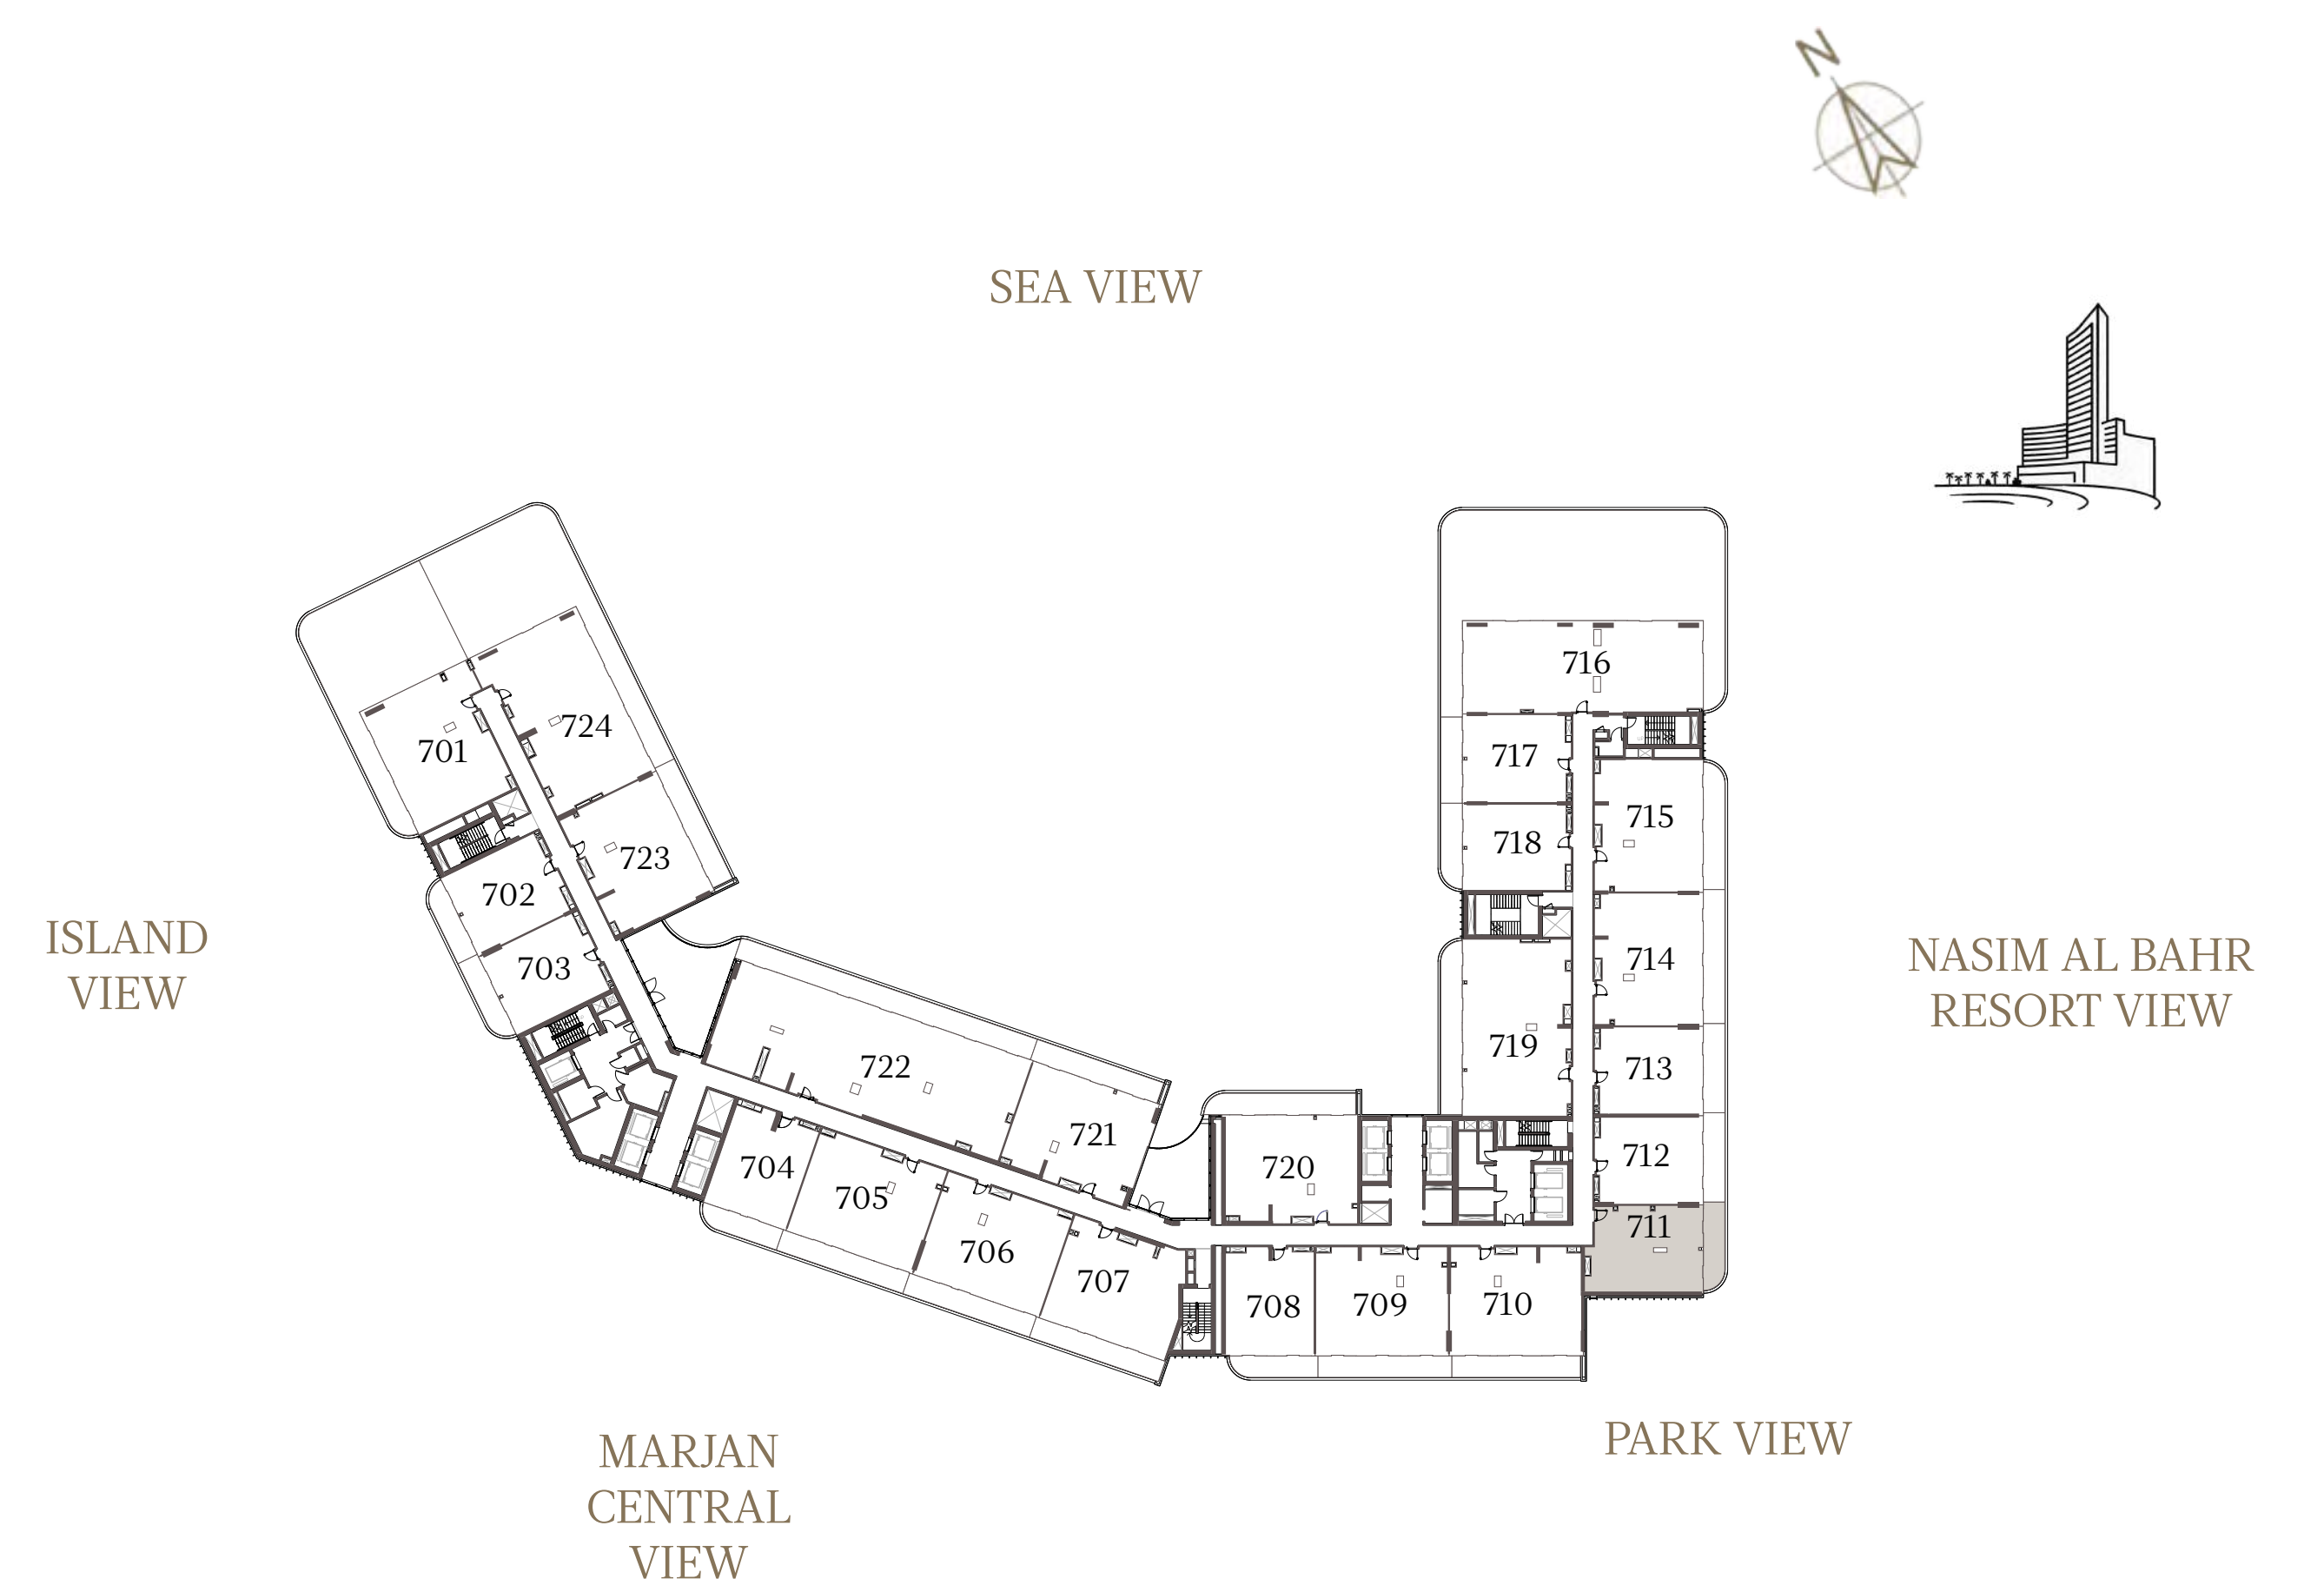 N
SEA VIEW
716
724
701
717
715
718
723
702
ISLAND
VIEW
703
714
NASIM AL BAHR
RESORT VIEW
719
722
713
721
712
704
720
705
711
706
707
708
709
710
PARK VIEW
MARJAN
CENTRAL
VIEW